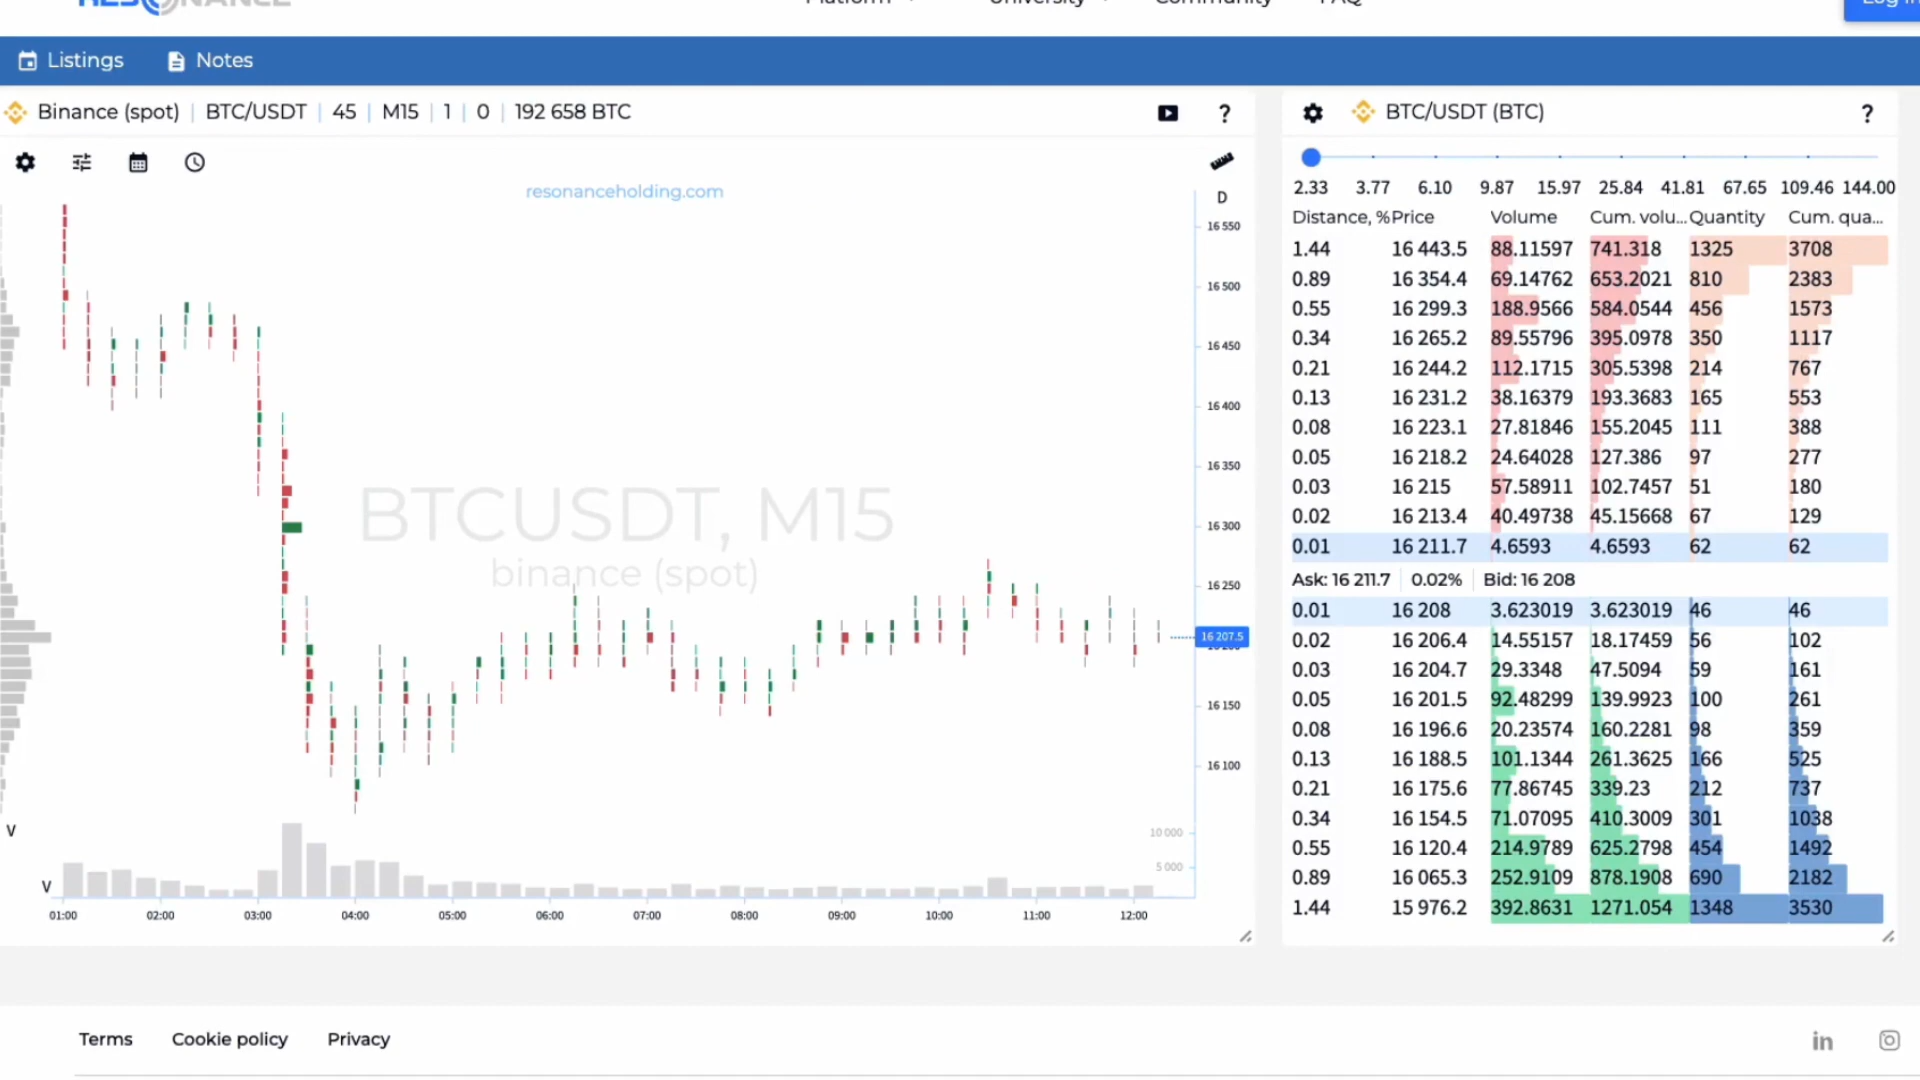 RESONANCE
Platform University Community FAQ
Log in
Listings Notes
Binance (spot) | BTC/USDT | 45 | M15 | 1 | 0 | 192 658 BTC
?
BTC/USDT (BTC)
?
resonanceholding.com
D
16 550
16 500
16 450
16 400
16 350
16 300
16 250
16 207.5
16 150
16 100
BTCUSDT, M15
binance (spot)
V
10 000
5 000
V
01:00 02:00 03:00 04:00 05:00 06:00 07:00 08:00 09:00 10:00 11:00 12:00
2.33 3.77 6.10 9.87 15.97 25.84 41.81 67.65 109.46 144.00
Distance, % Price Volume Cum. volu... Quantity Cum. qua...
1.44 16 443.5 88.11597 741.318 1325 3708
0.89 16 354.4 69.14762 653.2021 810 2383
0.55 16 299.3 188.9566 584.0544 456 1573
0.34 16 265.2 89.55796 395.0978 350 1117
0.21 16 244.2 112.1715 305.5398 214 767
0.13 16 231.2 38.16379 193.3683 165 553
0.08 16 223.1 27.81846 155.2045 111 388
0.05 16 218.2 24.64028 127.386 97 277
0.03 16 215 57.58911 102.7457 51 180
0.02 16 213.4 40.49738 45.15668 67 129
0.01 16 211.7 4.6593 4.6593 62 62
Ask: 16 211.7 | 0.02% | Bid: 16 208
0.01 16 208 3.623019 3.623019 46 46
0.02 16 206.4 14.55157 18.17459 56 102
0.03 16 204.7 29.3348 47.5094 59 161
0.05 16 201.5 92.48299 139.9923 100 261
0.08 16 196.6 20.23574 160.2281 98 359
0.13 16 188.5 101.1344 261.3625 166 525
0.21 16 175.6 77.86745 339.23 212 737
0.34 16 154.5 71.07095 410.3009 301 1038
0.55 16 120.4 214.9789 625.2798 454 1492
0.89 16 065.3 252.9109 878.1908 690 2182
1.44 15 976.2 392.8631 1271.054 1348 3530
Terms Cookie policy Privacy
in